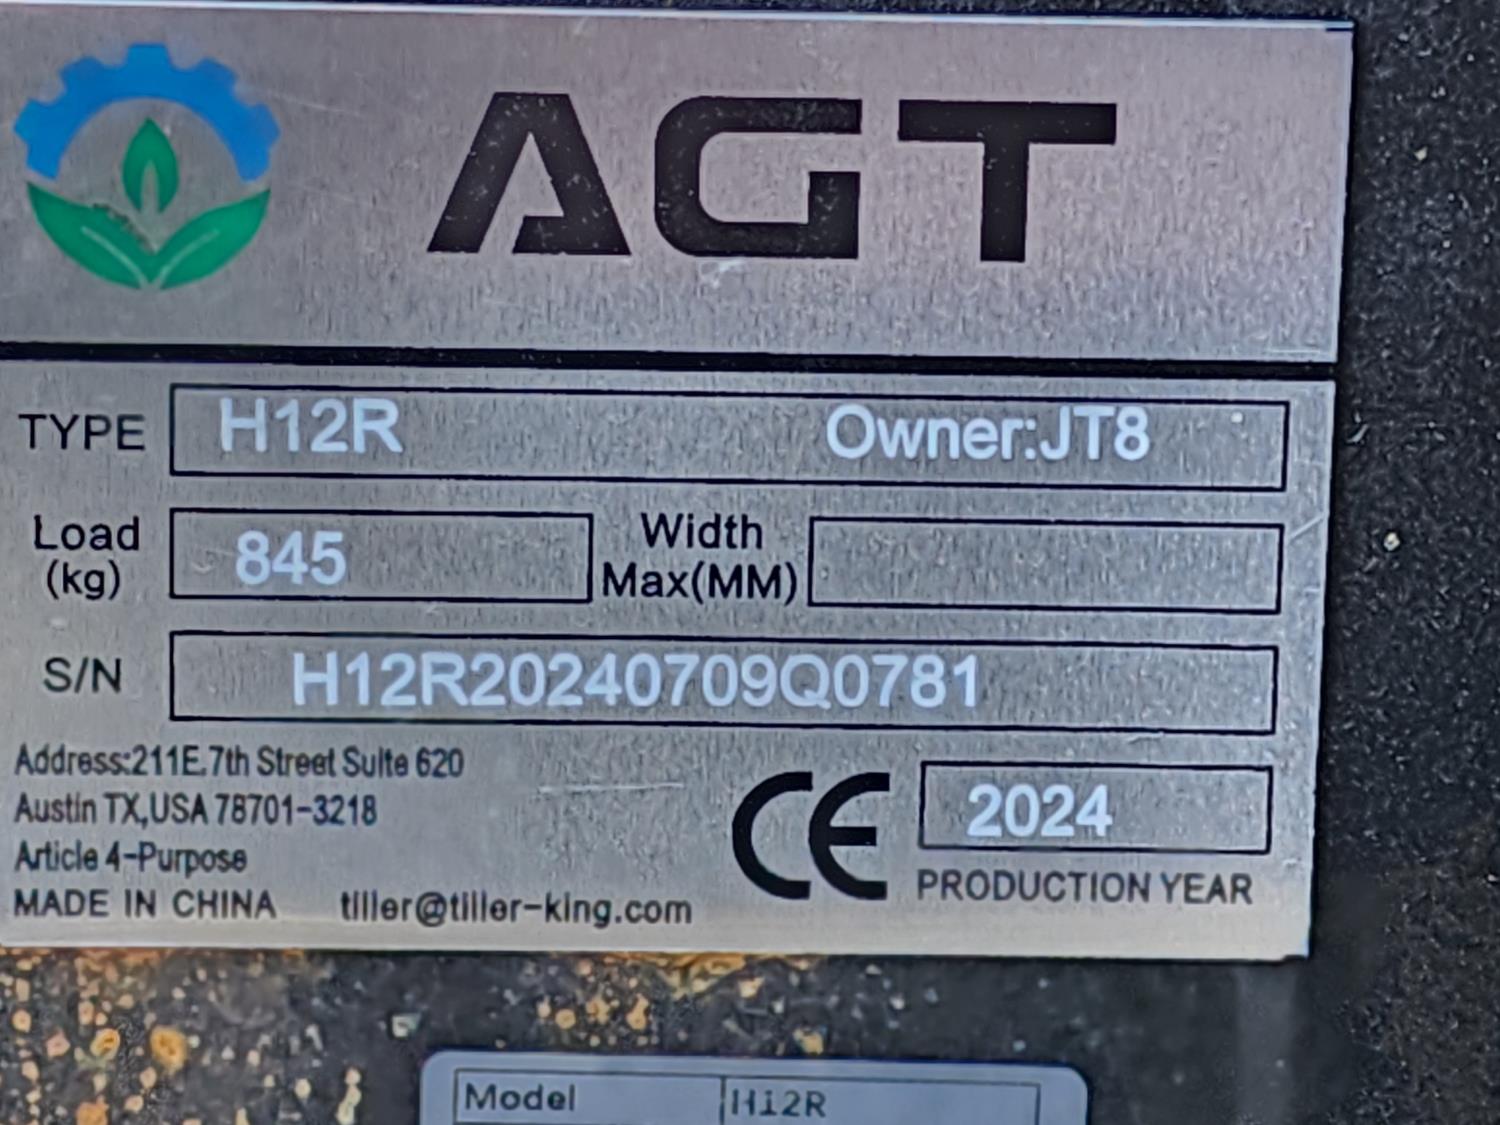 AGT
TYPE H12R Owner:JT8
Load (kg) 845 Width Max(MM)
S/N H12R20240709Q0781
Address:211E.7th Street Suite 620
Austin TX,USA 78701-3218
Article 4-Purpose
MADE IN CHINA tiller@tiller-king.com
CE 2024
PRODUCTION YEAR
Model H12R